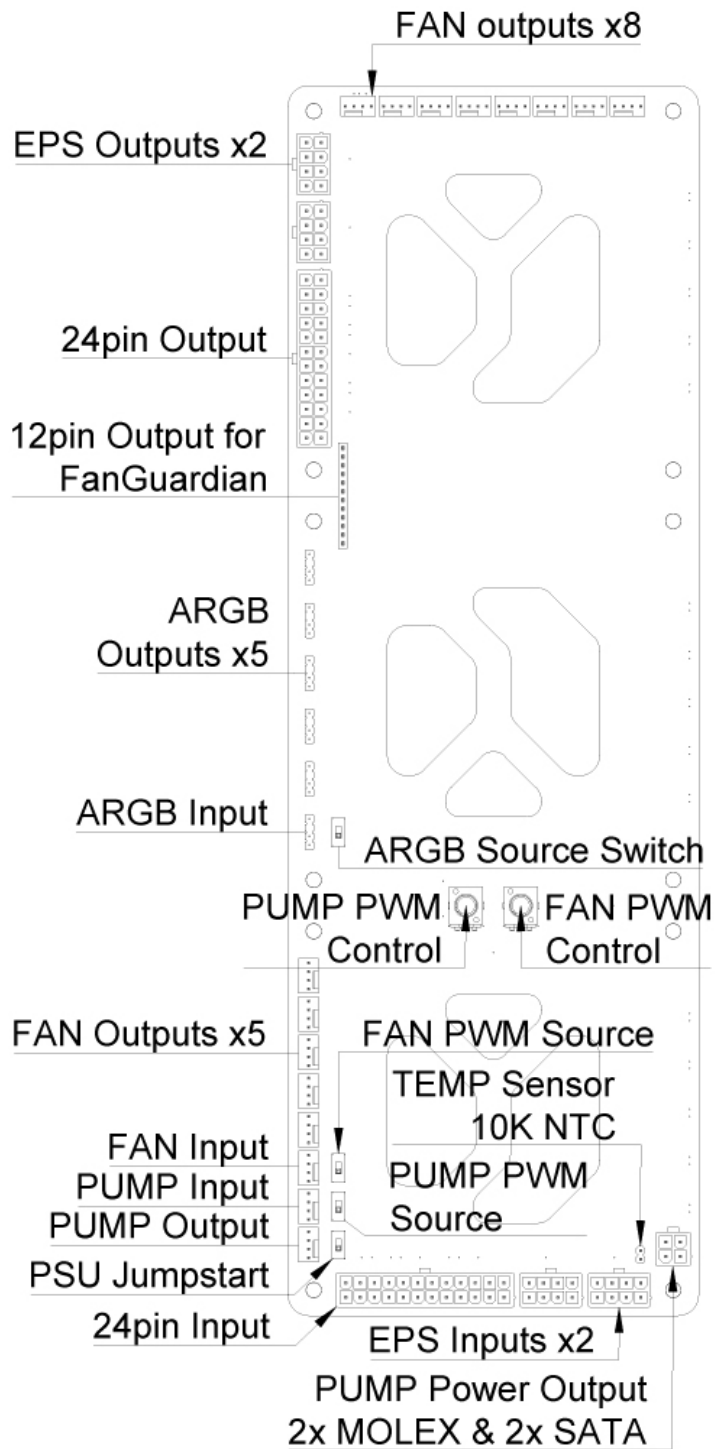 FAN outputs x8
EPS Outputs x2
24pin Output
12pin Output for
FanGuardian
ARGB
Outputs x5
ARGB Input
ARGB Source Switch
PUMP PWM
Control
FAN PWM
Control
FAN Outputs x5
FAN PWM Source
TEMP Sensor
10K NTC
FAN Input
PUMP Input
PUMP PWM
Source
PUMP Output
PSU Jumpstart
24pin Input
EPS Inputs x2
PUMP Power Output
2x MOLEX & 2x SATA